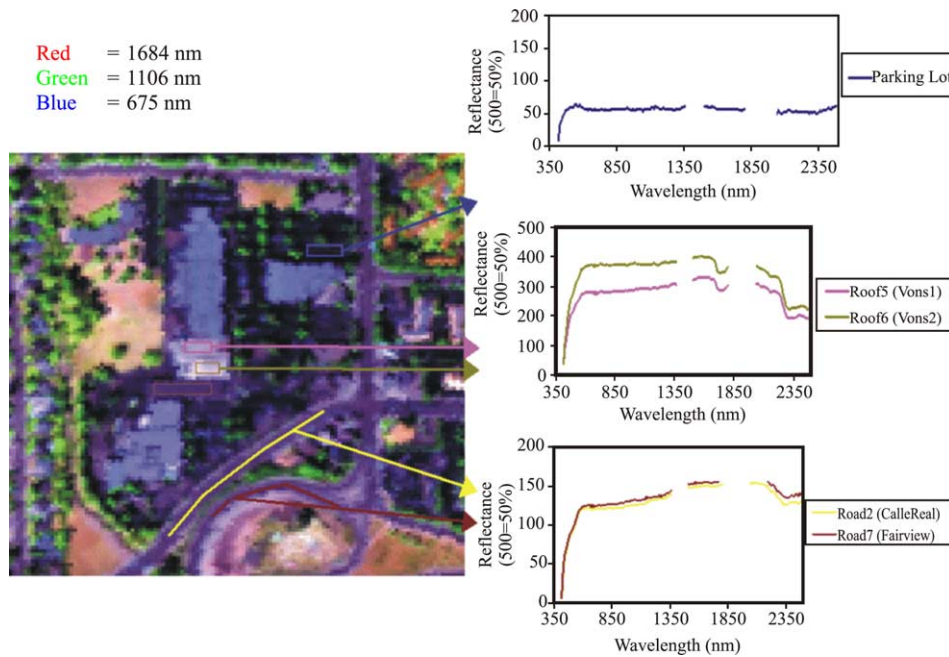 Red = 1684 nm
Green = 1106 nm
Blue = 675 nm
Reflectance
(500=50%)
200
150
100
50
0
350 850 1350 1850 2350
Wavelength (nm)
Parking Lot
Reflectance
(500=50%)
500
400
300
200
100
0
350 850 1350 1850 2350
Wavelength (nm)
Roof5 (Vons1)
Roof6 (Vons2)
Reflectance
(500=50%)
200
150
100
50
0
350 850 1350 1850 2350
Wavelength (nm)
Road2 (CalleReal)
Road7 (Fairview)